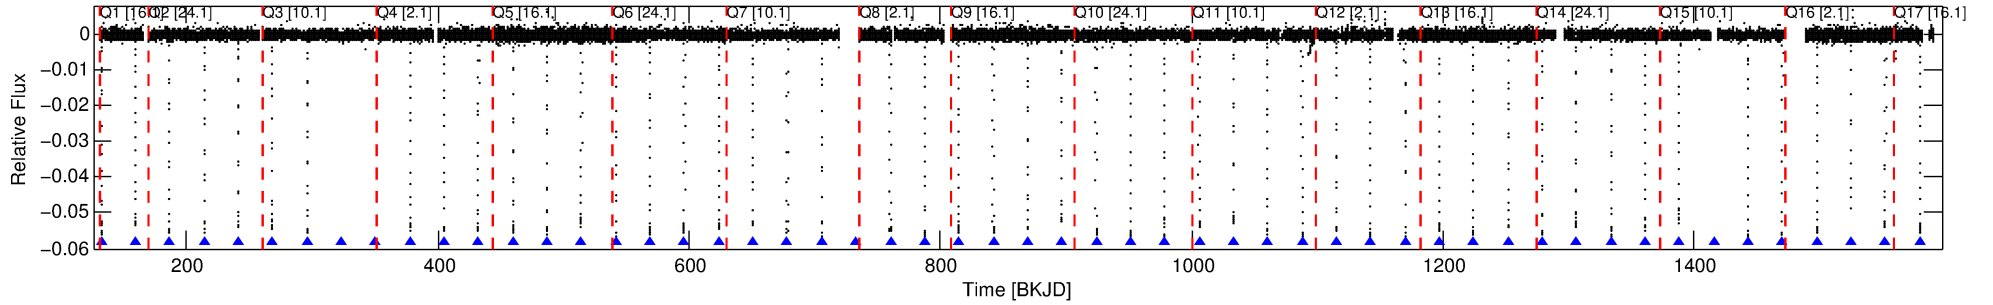 Q1 [16.1] Q2 [24.1] Q3 [10.1] Q4 [2.1] Q5 [16.1] Q6 [24.1] Q7 [10.1] Q8 [2.1] Q9 [16.1] Q10 [24.1] Q11 [10.1] Q12 [2.1] Q13 [16.1] Q14 [24.1] Q15 [10.1] Q16 [2.1] Q17 [16.1]
0
−0.01
−0.02
−0.03
−0.04
−0.05
−0.06
Relative Flux
200 400 600 800 1000 1200 1400
Time [BKJD]